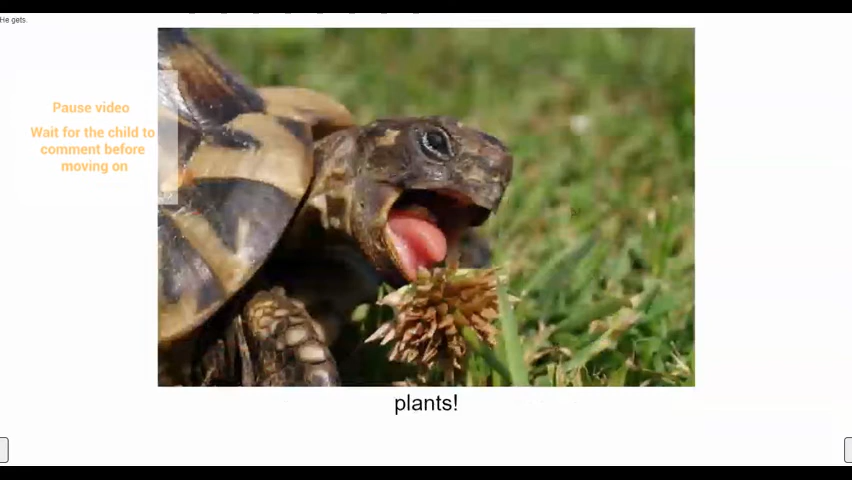 He gets.
Pause video
Wait for the child to
comment before
moving on
plants!